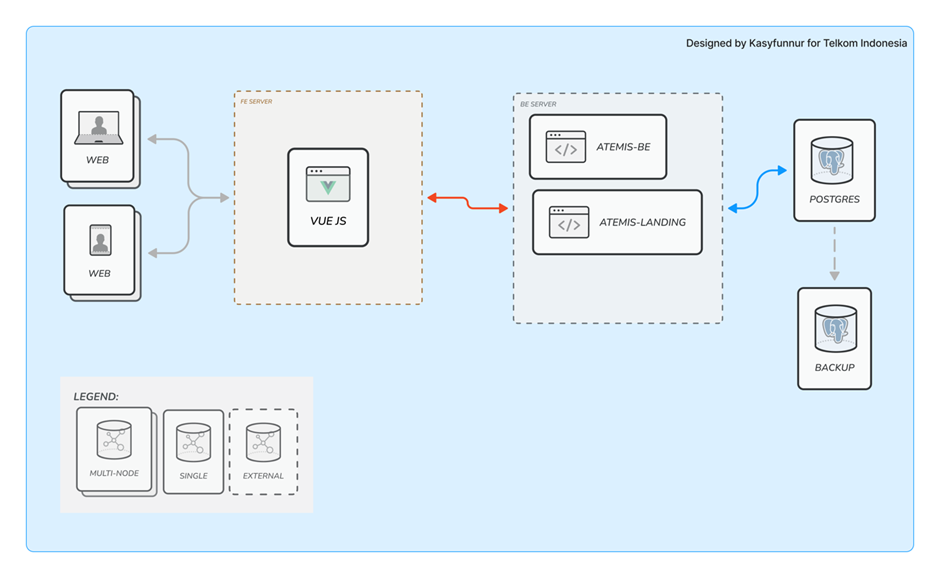 Designed by Kasyfunnur for Telkom Indonesia
FE SERVER
BE SERVER
WEB
WEB
VUE JS
ATEMIS-BE
ATEMIS-LANDING
POSTGRES
BACKUP
LEGEND:
MULTI-NODE
SINGLE
EXTERNAL